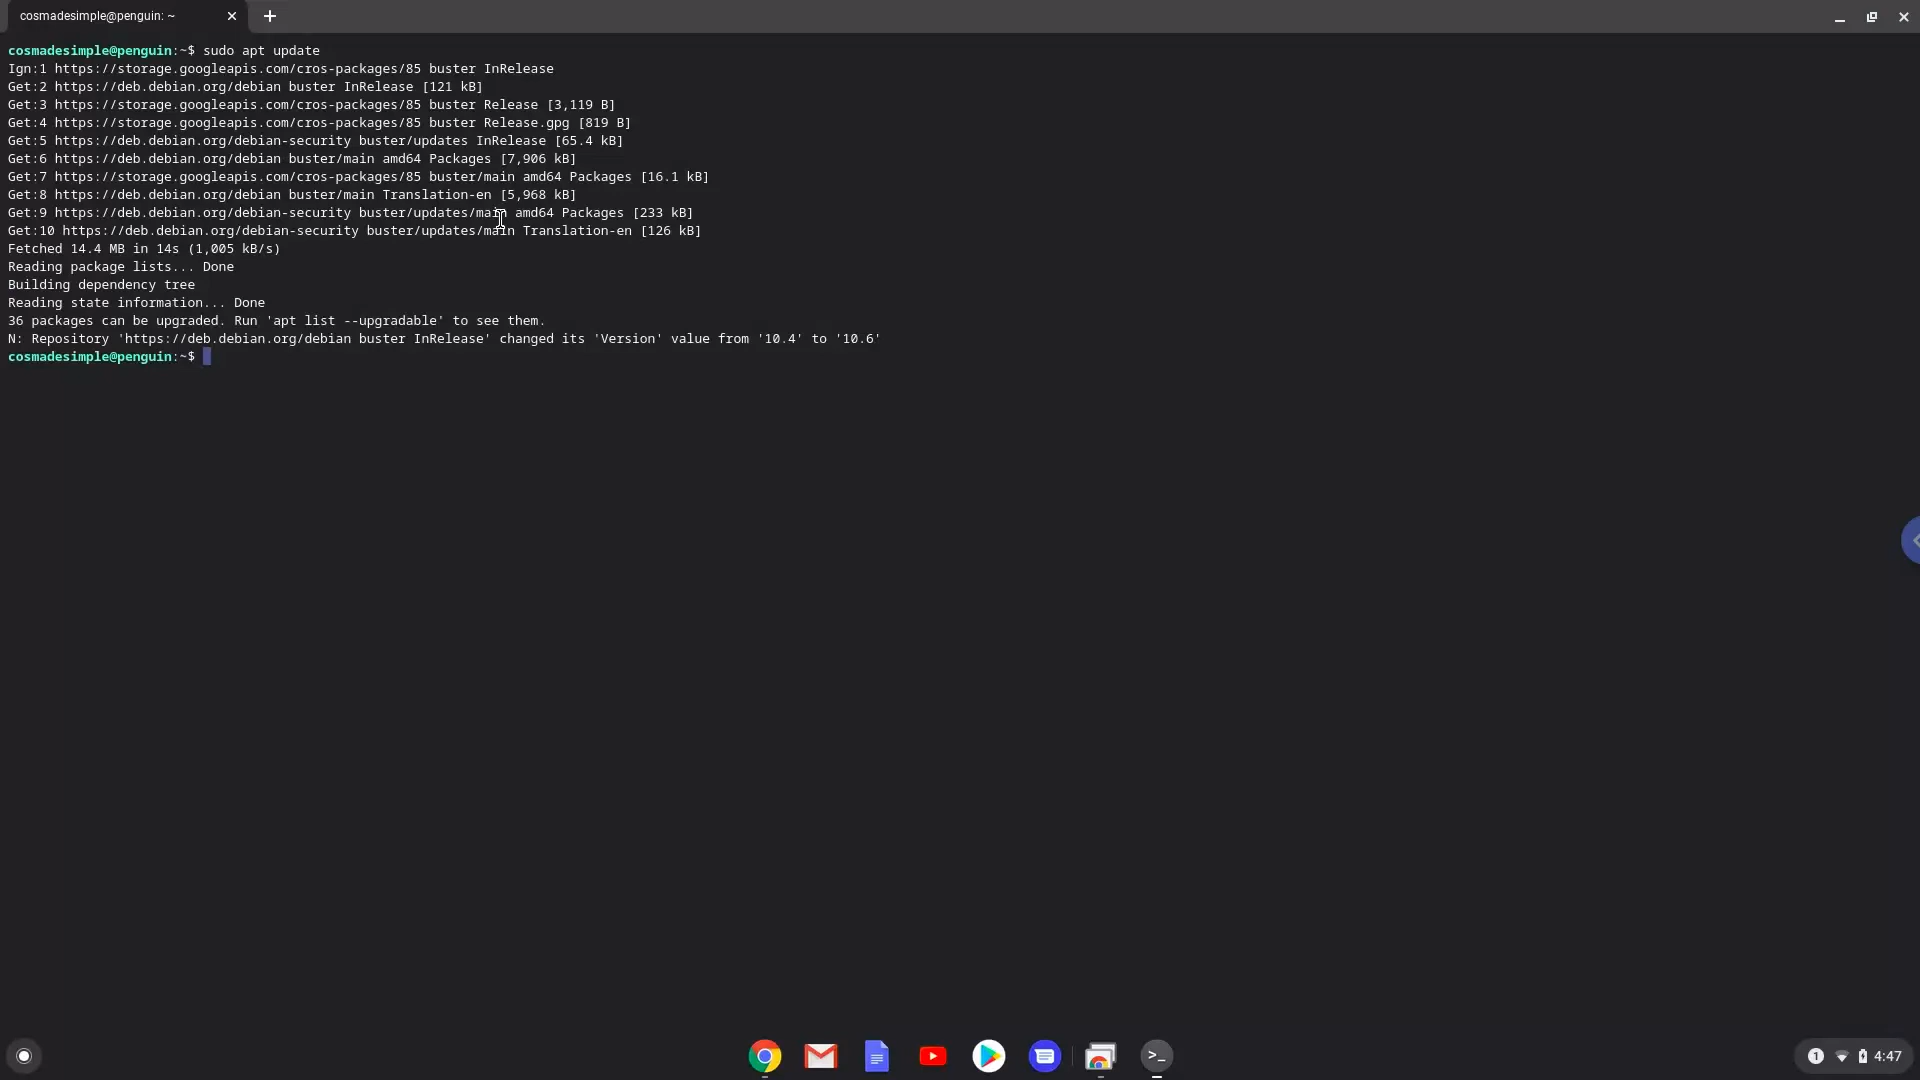 cosmadesimple@penguin: ~
cosmadesimple@penguin:~$ sudo apt update
Ign:1 https://storage.googleapis.com/cros-packages/85 buster InRelease
Get:2 https://deb.debian.org/debian buster InRelease [121 kB]
Get:3 https://storage.googleapis.com/cros-packages/85 buster Release [3,119 B]
Get:4 https://storage.googleapis.com/cros-packages/85 buster Release.gpg [819 B]
Get:5 https://deb.debian.org/debian-security buster/updates InRelease [65.4 kB]
Get:6 https://deb.debian.org/debian buster/main amd64 Packages [7,906 kB]
Get:7 https://storage.googleapis.com/cros-packages/85 buster/main amd64 Packages [16.1 kB]
Get:8 https://deb.debian.org/debian buster/main Translation-en [5,968 kB]
Get:9 https://deb.debian.org/debian-security buster/updates/main amd64 Packages [233 kB]
Get:10 https://deb.debian.org/debian-security buster/updates/main Translation-en [126 kB]
Fetched 14.4 MB in 14s (1,005 kB/s)
Reading package lists... Done
Building dependency tree
Reading state information... Done
36 packages can be upgraded. Run 'apt list --upgradable' to see them.
N: Repository 'https://deb.debian.org/debian buster InRelease' changed its 'Version' value from '10.4' to '10.6'
cosmadesimple@penguin:~$
>_
1 4:47